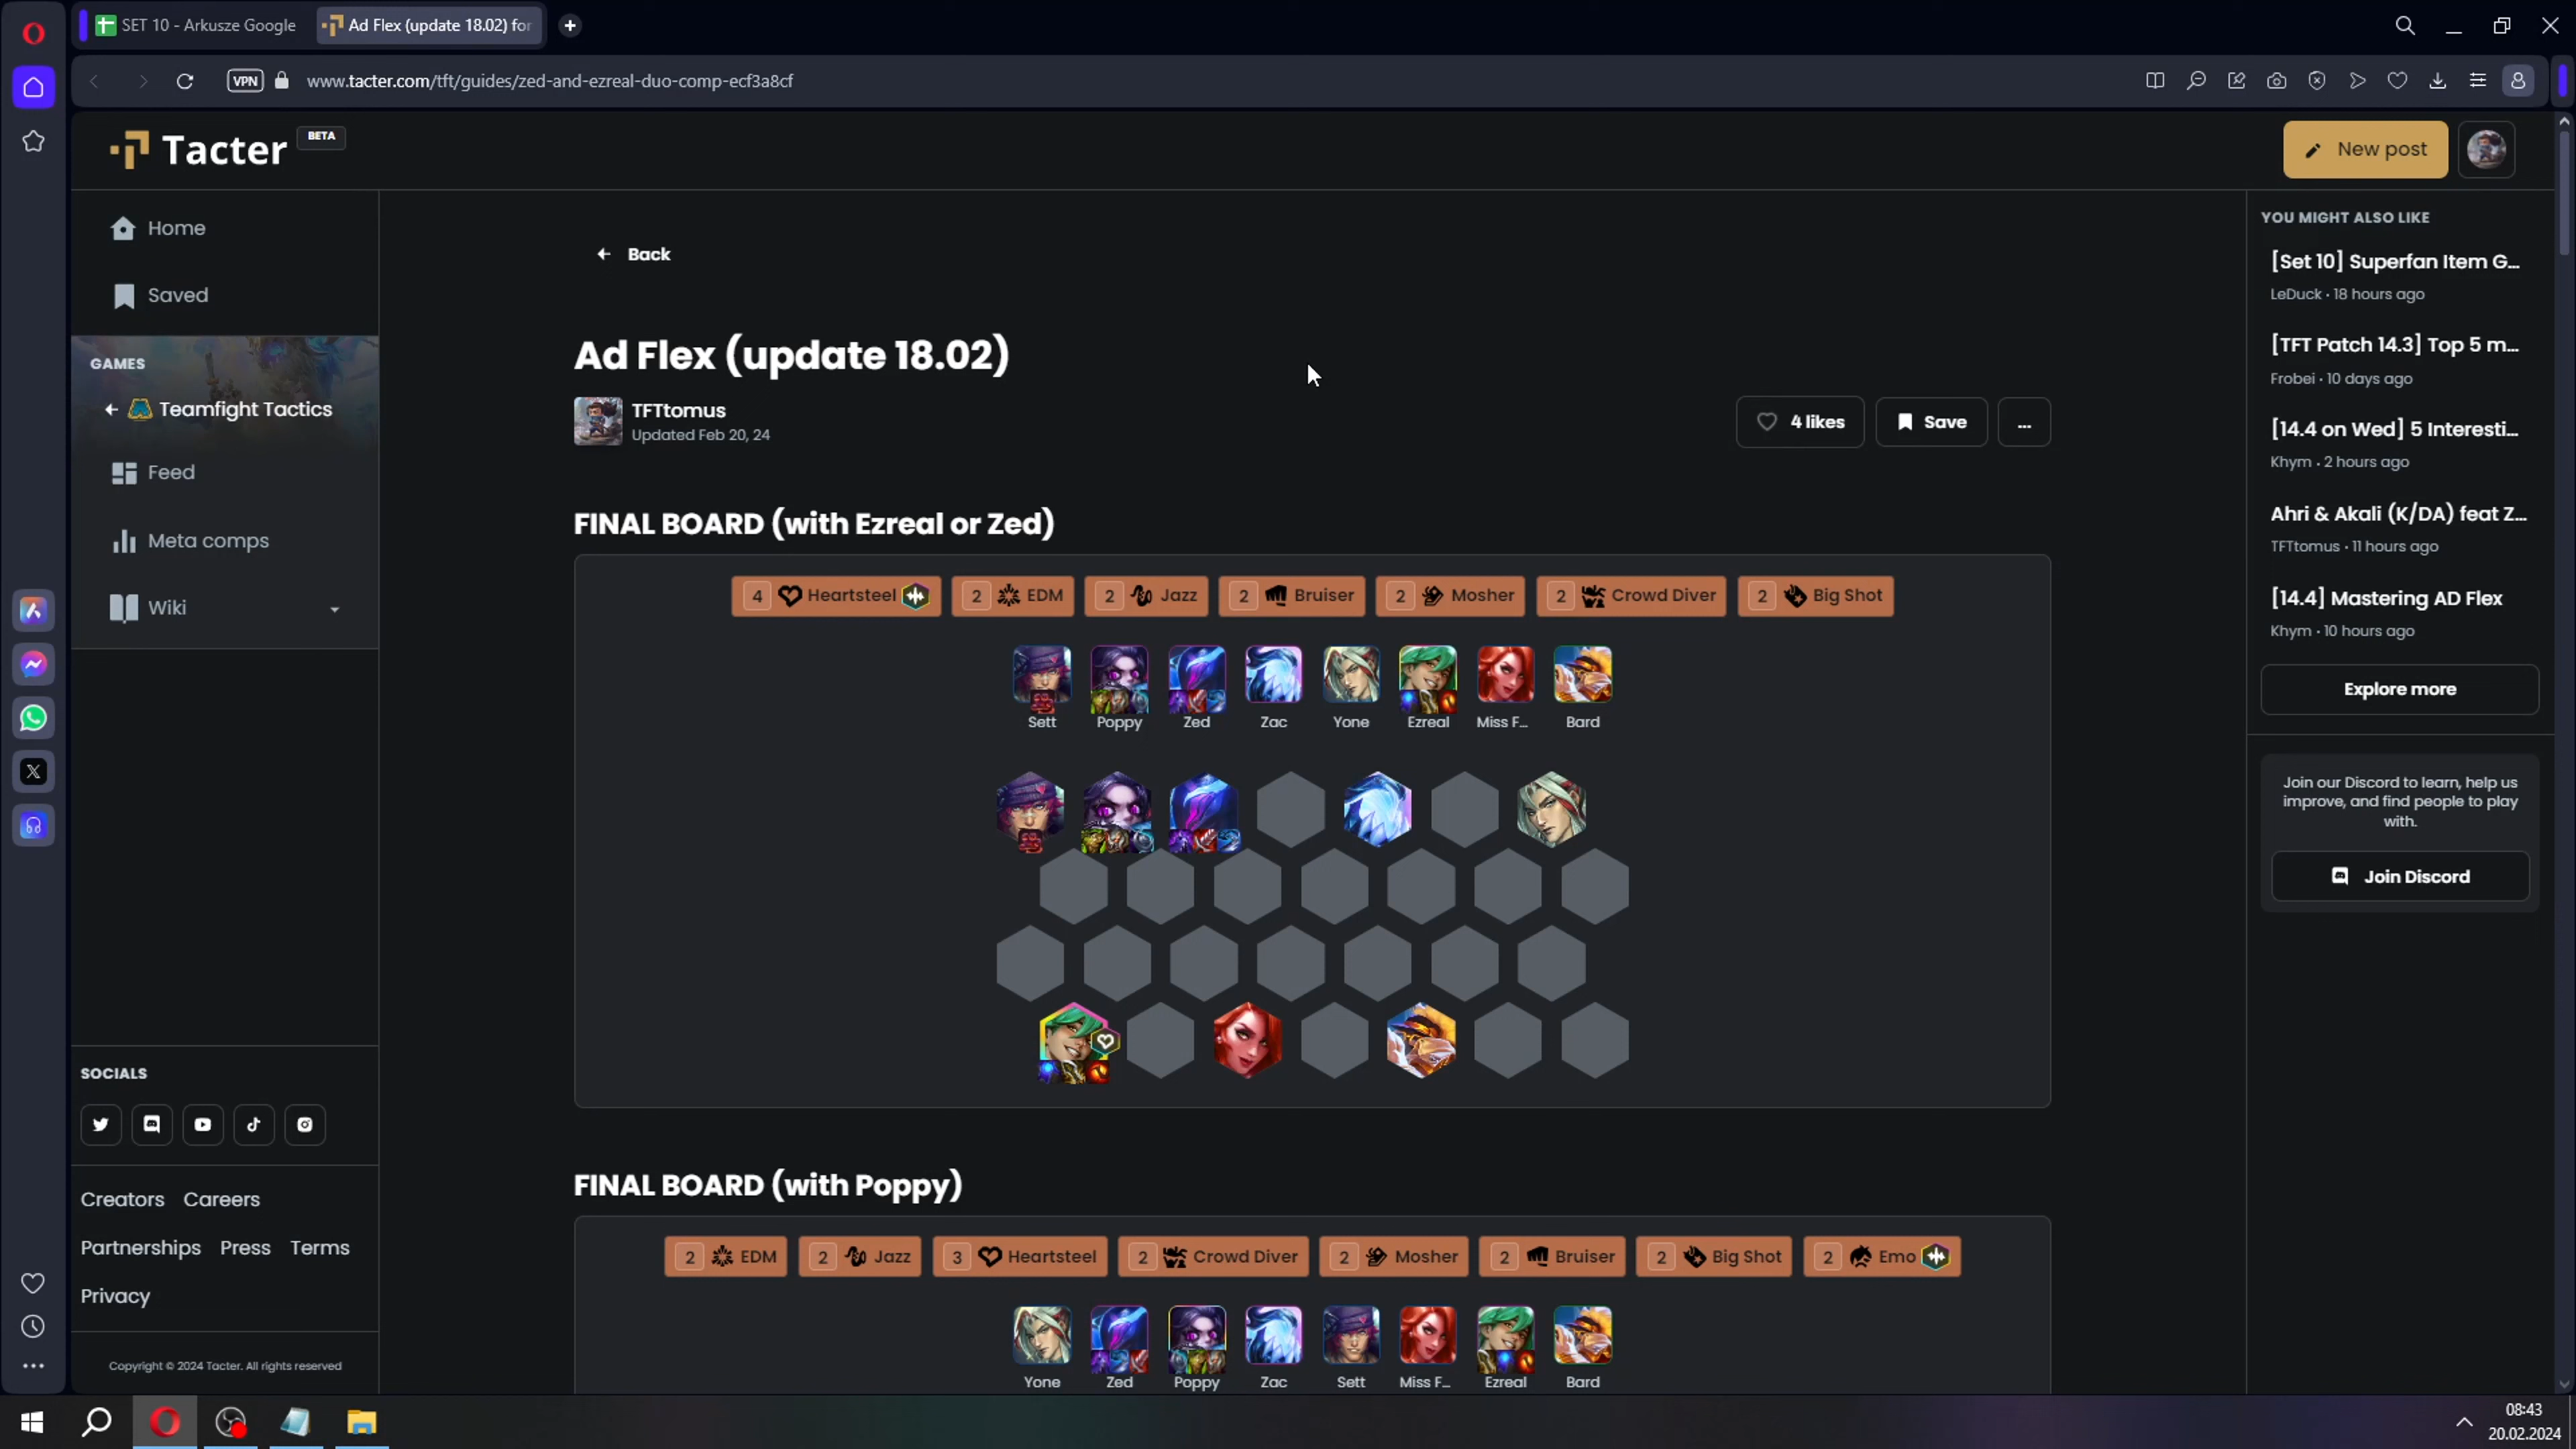 SET 10 - Arkusze Google
Ad Flex (update 18.02) for
VPN
www.tacter.com/tft/guides/zed-and-ezreal-duo-comp-ecf3a8cf
Tacter
BETA
New post
Home
Saved
GAMES
Teamfight Tactics
Feed
Meta comps
Wiki
SOCIALS
Creators Careers
Partnerships Press Terms
Privacy
Copyright © 2024 Tacter. All rights reserved
Back
Ad Flex (update 18.02)
TFTtomus
Updated Feb 20, 24
4 likes
Save
...
FINAL BOARD (with Ezreal or Zed)
4 Heartsteel
2 EDM
2 Jazz
2 Bruiser
2 Mosher
2 Crowd Diver
2 Big Shot
Sett
Poppy
Zed
Zac
Yone
Ezreal
Miss F...
Bard
FINAL BOARD (with Poppy)
2 EDM
2 Jazz
3 Heartsteel
2 Crowd Diver
2 Mosher
2 Bruiser
2 Big Shot
2 Emo
Yone
Zed
Poppy
Zac
Sett
Miss F...
Ezreal
Bard
YOU MIGHT ALSO LIKE
[Set 10] Superfan Item G...
LeDuck • 18 hours ago
[TFT Patch 14.3] Top 5 m...
Frobei • 10 days ago
[14.4 on Wed] 5 Interesti...
Khym • 2 hours ago
Ahri & Akali (K/DA) feat Z...
TFTtomus • 11 hours ago
[14.4] Mastering AD Flex
Khym • 10 hours ago
Explore more
Join our Discord to learn, help us
improve, and find people to play
with.
Join Discord
08:43
20.02.2024